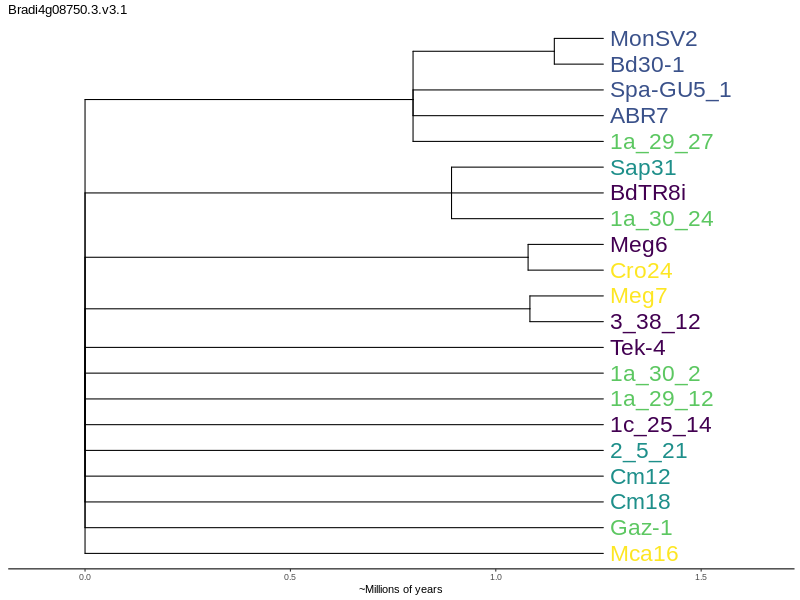 Bradi4g08750.3.v3.1
MonSV2
Bd30-1
Spa-GU5_1
ABR7
1a_29_27
Sap31
BdTR8i
1a_30_24
Meg6
Cro24
Meg7
3_38_12
Tek-4
1a_30_2
1a_29_12
1c_25_14
2_5_21
Cm12
Cm18
Gaz-1
Mca16
0.0 0.5 1.0 1.5
~Millions of years